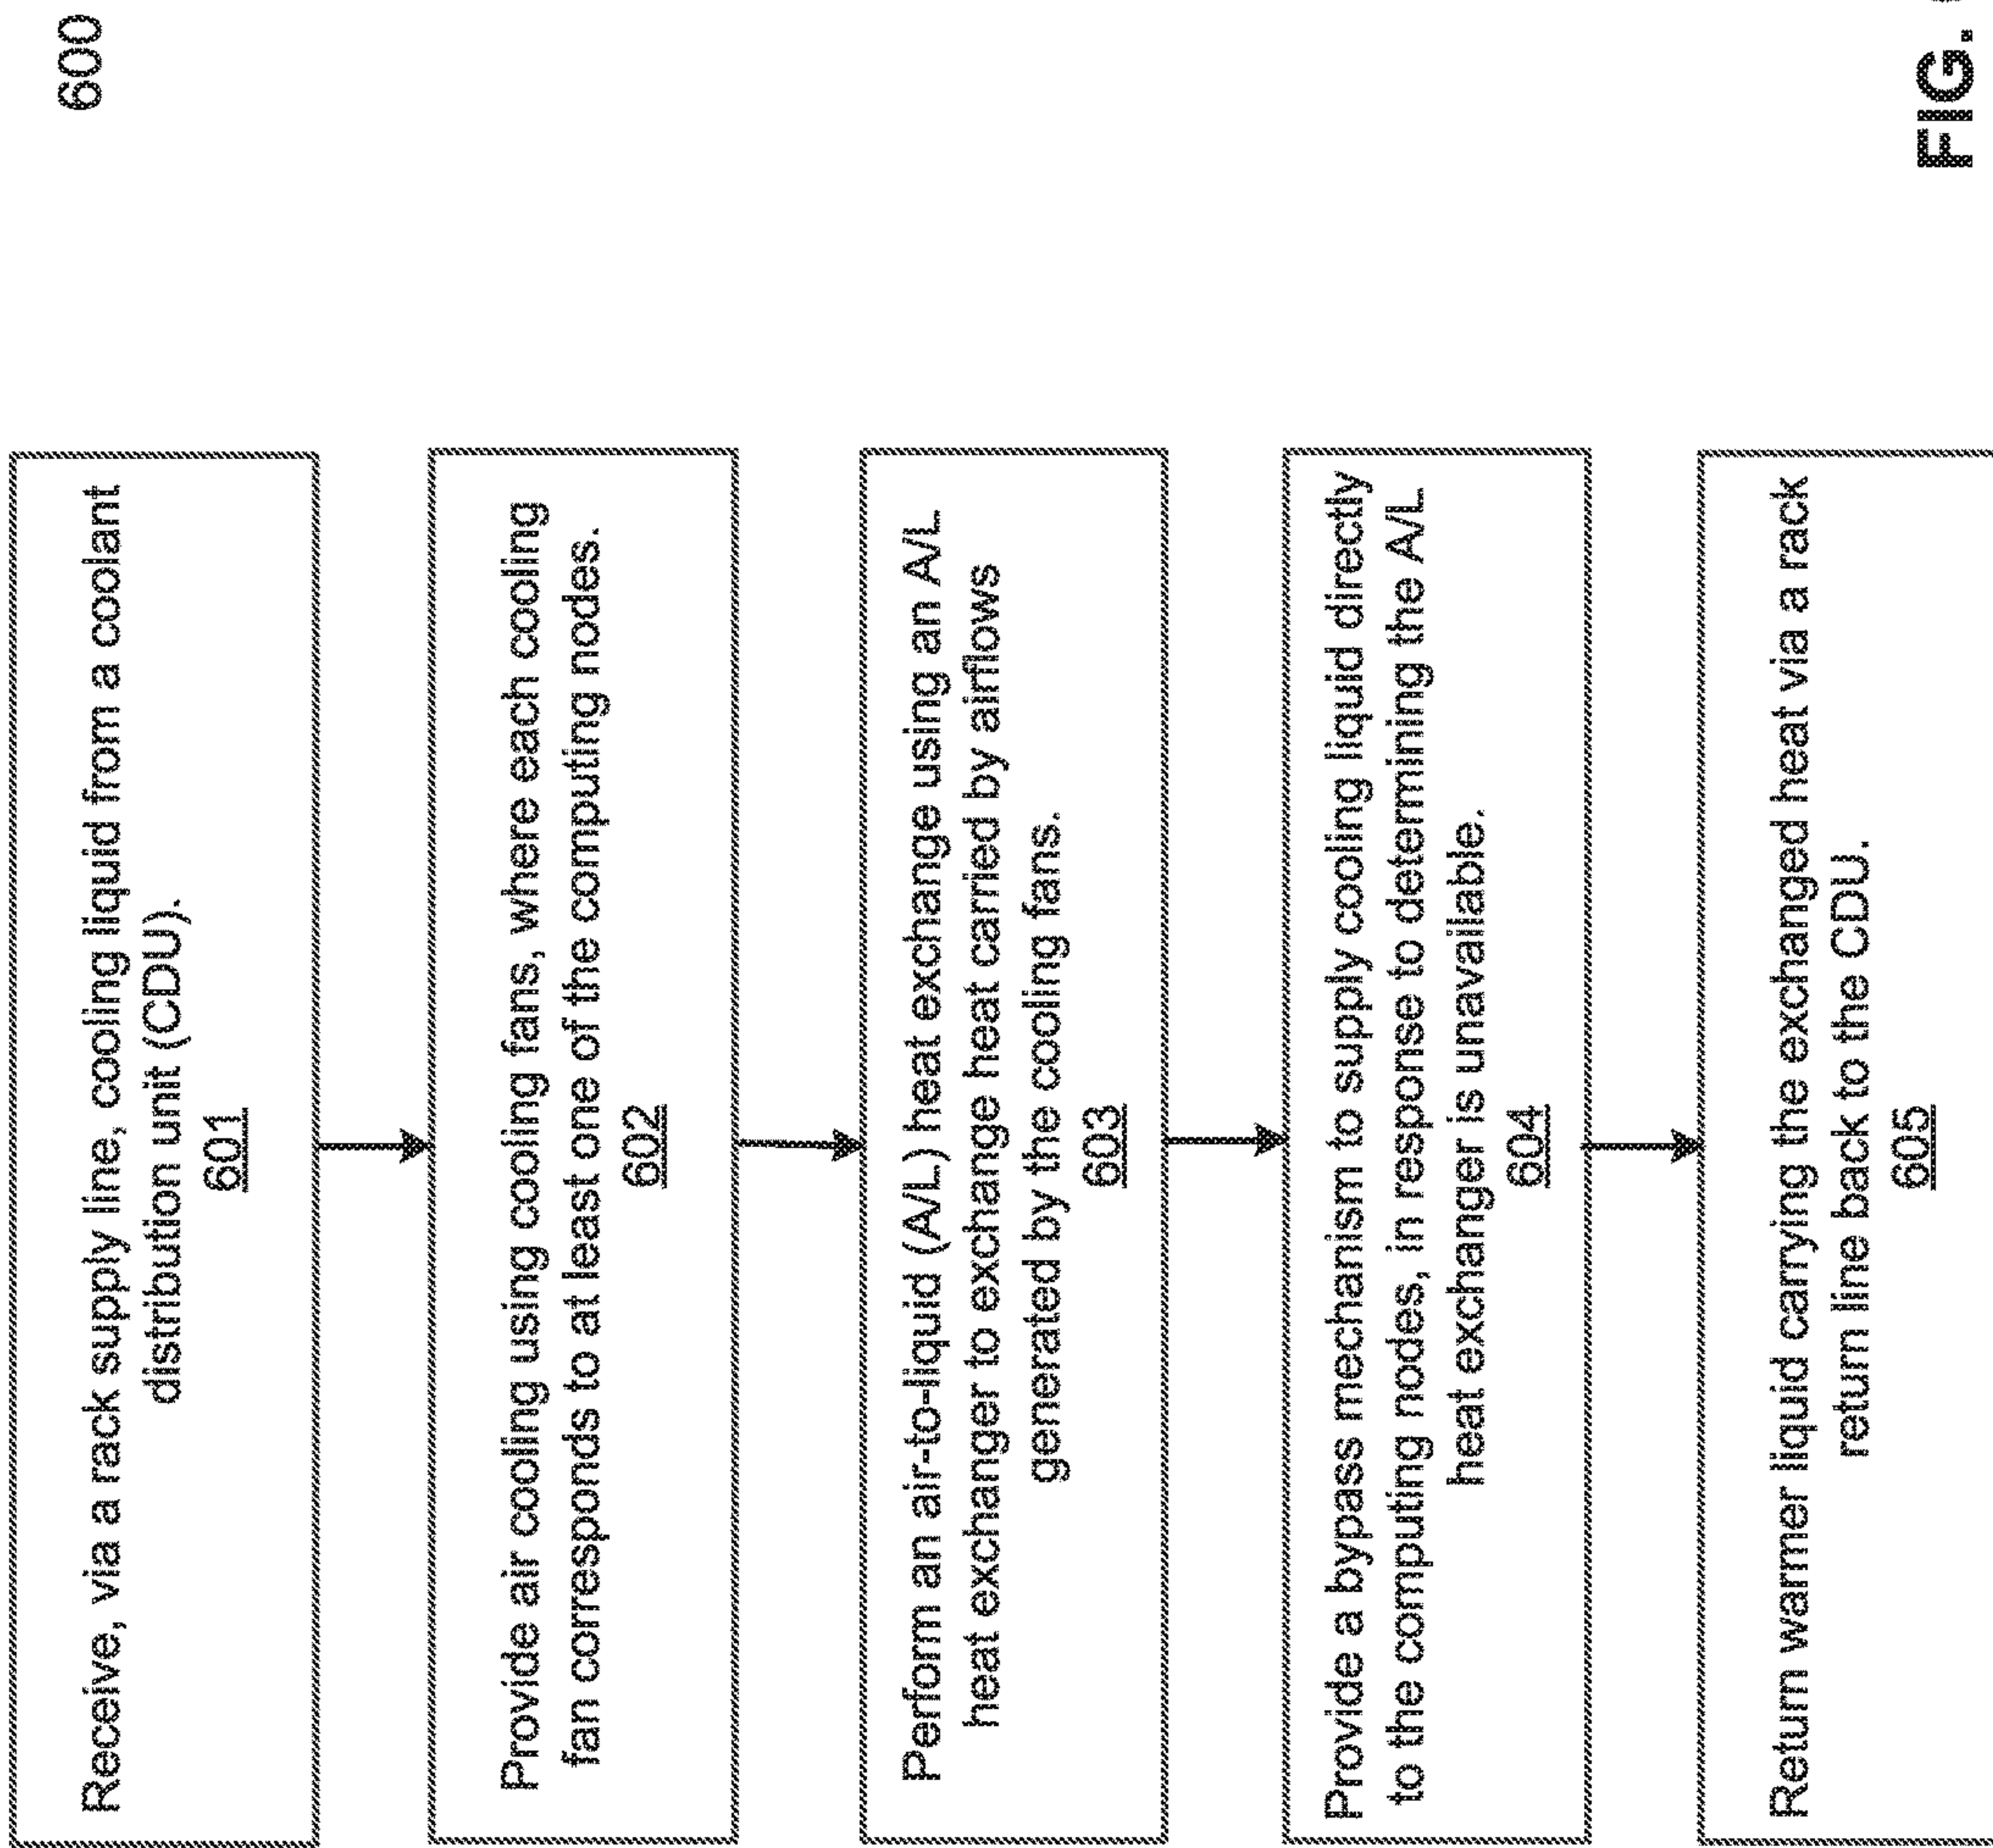 600
Receive, via a rack supply line, cooling liquid from a coolant
distribution unit (CDU).
601
Provide air cooling using cooling fans, where each cooling
fan corresponds to at least one of the computing nodes.
602
Perform an air-to-liquid (A/L) heat exchange using an A/L
heat exchanger to exchange heat carried by airflows
generated by the cooling fans.
603
Provide a bypass mechanism to supply cooling liquid directly
to the computing nodes, in response to determining the A/L
heat exchanger is unavailable.
604
Return warmer liquid carrying the exchanged heat via a rack
return line back to the CDU.
605
FIG.